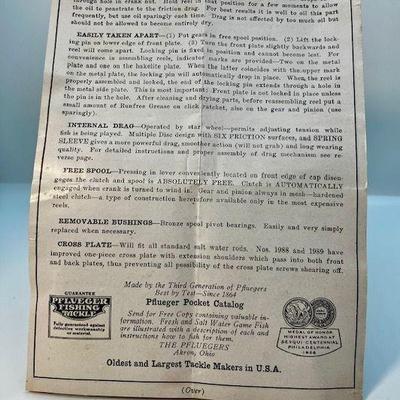 through hole in crank nut. Hold reel in that position for a few moments to allow
the oil to penetrate to the friction drag. For best results it is well to do this part
frequently, but use oil sparingly each time. Drag is not affected by too much oil but
should not be allowed to become entirely dry.
EASILY TAKEN APART—(1) Put gears in free spool position. (2) Lift the lock-
ing pin on lower edge of front plate. (3) Turn the front plate slightly backwards and
reel will come apart. Locking pin is fixed in position and cannot become lost. For
convenience in assembling reels, indicator marks are provided—Two on the metal
plate and one on the bakelite plate. When the latter coincides with the upper mark
on the metal plate, the locking pin will automatically drop in place. When the reel is
properly assembled and locked, the end of the locking pin extends through a hole in
the metal side plate. This is most important. Front plate is not locked in place unless
the pin is in the hole. After cleaning and drying parts, before reassembling reel put a
small amount of Runfree Grease on click ratchet, also on the gear and pinion (use
sparingly).
INTERNAL DRAG—Operated by star wheel—permits adjusting tension while
fish is being played. Multiple Disc design with SIX FRICTION surfaces, and SPRING
SLEEVE gives a more powerful drag, smoother action (will not grab) and long wearing
quality. For detailed instructions and proper assembly of drag mechanism see re-
verse page.
FREE SPOOL—Pressing in lever conveniently located on front edge of cap disen-
gages the clutch and spool is ABSOLUTELY FREE. Clutch is AUTOMATICALLY
engaged when crank is turned to wind in. Gear and pinion always in mesh—hardened
steel clutch—a type of construction heretofore available only in the most expensive
reels.
REMOVABLE BUSHINGS—Bronze spool pivot bearings. Easily and very simply
replaced when necessary.
CROSS PLATE—Will fit all standard salt water rods. Nos. 1988 and 1989 have
improved one-piece cross plate with extension shoulders which pass into both front
and back plates, thus preventing all possibility of the cross plate screws shearing off.
Made by the Third Generation of Pfluegers
Best by Test—Since 1864
Pflueger Pocket Catalog
Send for Free Copy containing valuable in-
formation. Fresh and Salt Water Game Fish
are illustrated with a description of each and
instructions how to fish for them.
THE PFLUEGERS
Akron, Ohio
Oldest and Largest Tackle Makers in U.S.A.
GUARANTEE
PFLUEGER
FISHING
TACKLE
Fully guaranteed against
defective workmanship
or material.
MEDAL OF HONOR
HIGHEST AWARD AT
SESQUI CENTENNIAL
PHILADELPHIA
1926
(Over)